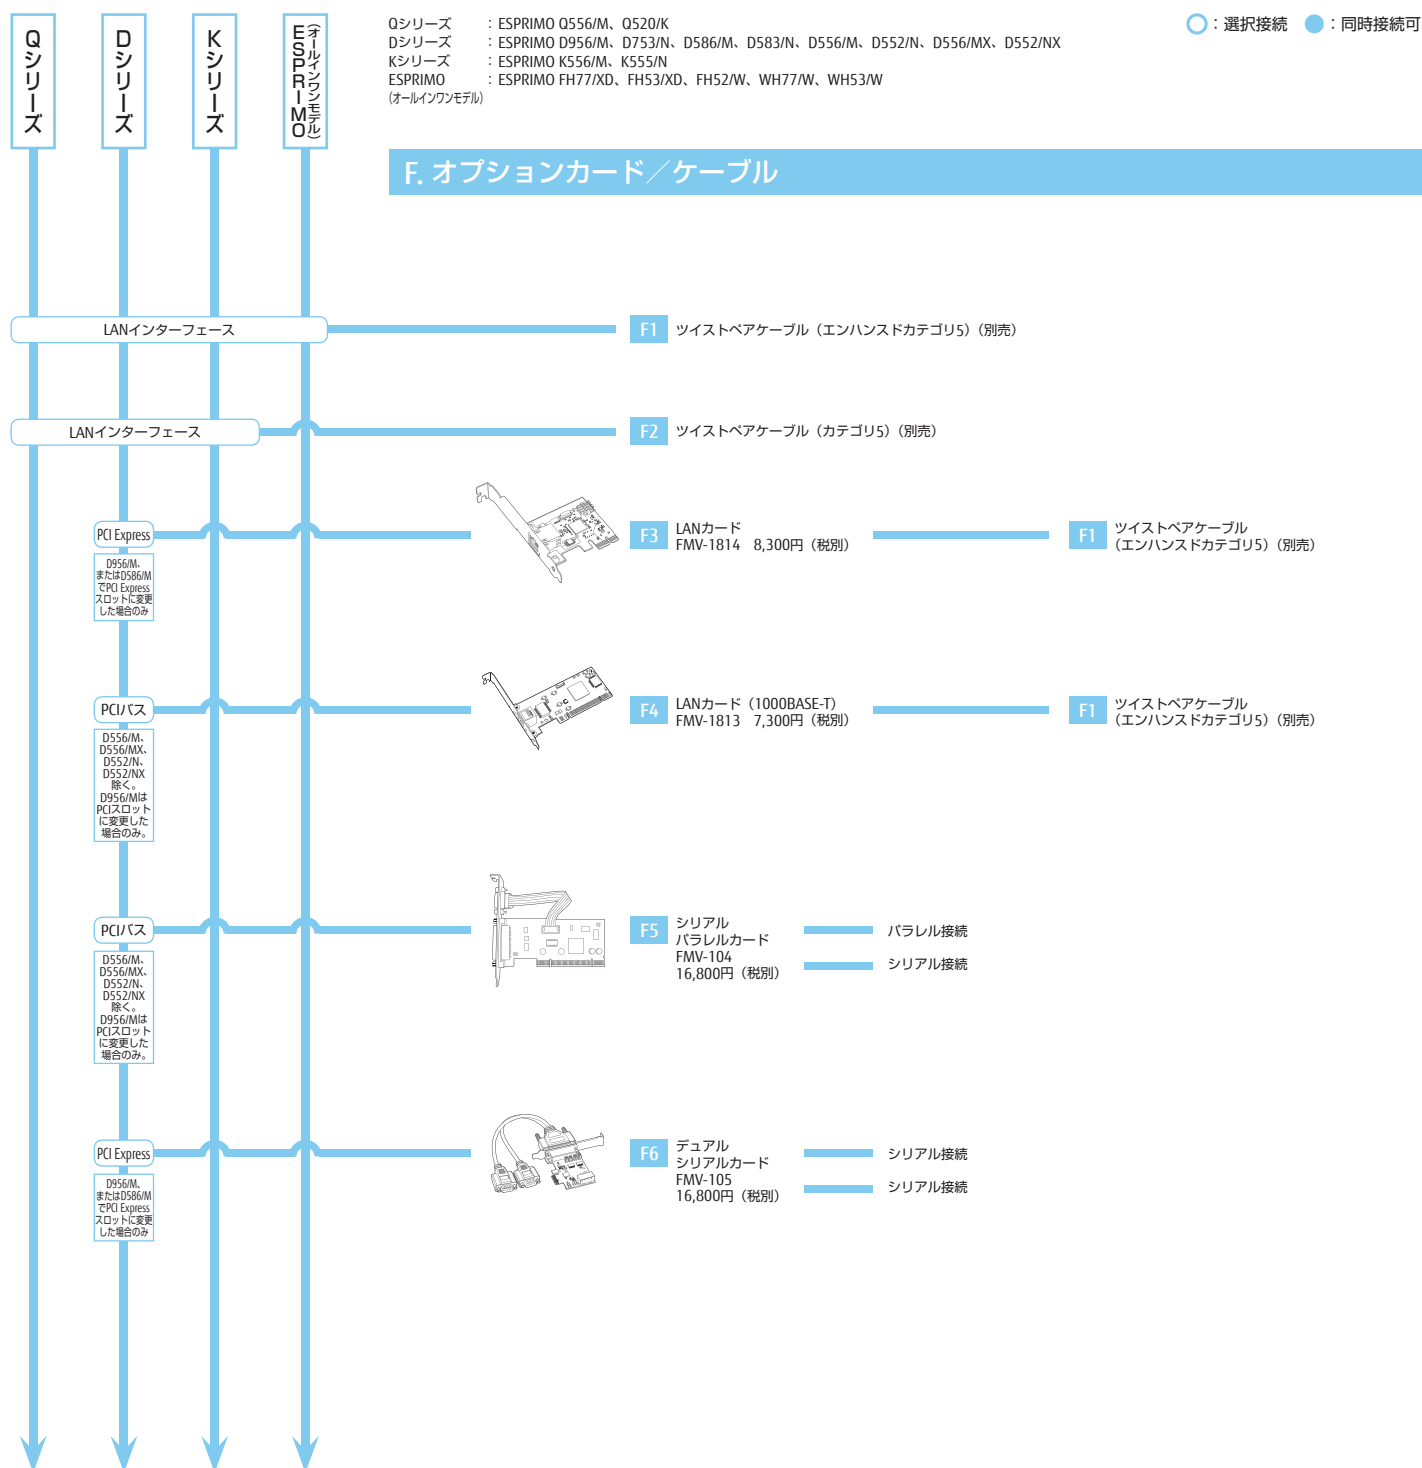 Qシリーズ
Dシリーズ
Kシリーズ
ESPRIMO
(オールインワンモデル)
Qシリーズ ：ESPRIMO Q556/M、Q520/K
Dシリーズ ：ESPRIMO D956/M、D753/N、D586/M、D583/N、D556/M、D552/N、D556/MX、D552/NX
Kシリーズ ：ESPRIMO K556/M、K555/N
ESPRIMO ：ESPRIMO FH77/XD、FH53/XD、FH52/W、WH77/W、WH53/W
(オールインワンモデル)
：選択接続 ：同時接続可
F. オプションカード／ケーブル
LANインターフェース
F1 ツイストペアケーブル（エンハンスドカテゴリ5）（別売）
LANインターフェース
F2 ツイストペアケーブル（カテゴリ5）（別売）
PCI Express
D956/M、
またはD586/M
でPCI Express
スロットに変更
した場合のみ
F3 LANカード
FMV-1814 8,300円（税別）
F1 ツイストペアケーブル
（エンハンスドカテゴリ5）（別売）
PCIバス
D556/M、
D556/MX、
D552/N、
D552/NX
除く。
D956/Mは
PCIスロット
に変更した
場合のみ。
F4 LANカード（1000BASE-T）
FMV-1813 7,300円（税別）
F1 ツイストペアケーブル
（エンハンスドカテゴリ5）（別売）
PCIバス
D556/M、
D556/MX、
D552/N、
D552/NX
除く。
D956/Mは
PCIスロット
に変更した
場合のみ。
F5 シリアル
パラレルカード
FMV-104
16,800円（税別）
パラレル接続
シリアル接続
PCI Express
D956/M、
またはD586/M
でPCI Express
スロットに変更
した場合のみ
F6 デュアル
シリアルカード
FMV-105
16,800円（税別）
シリアル接続
シリアル接続